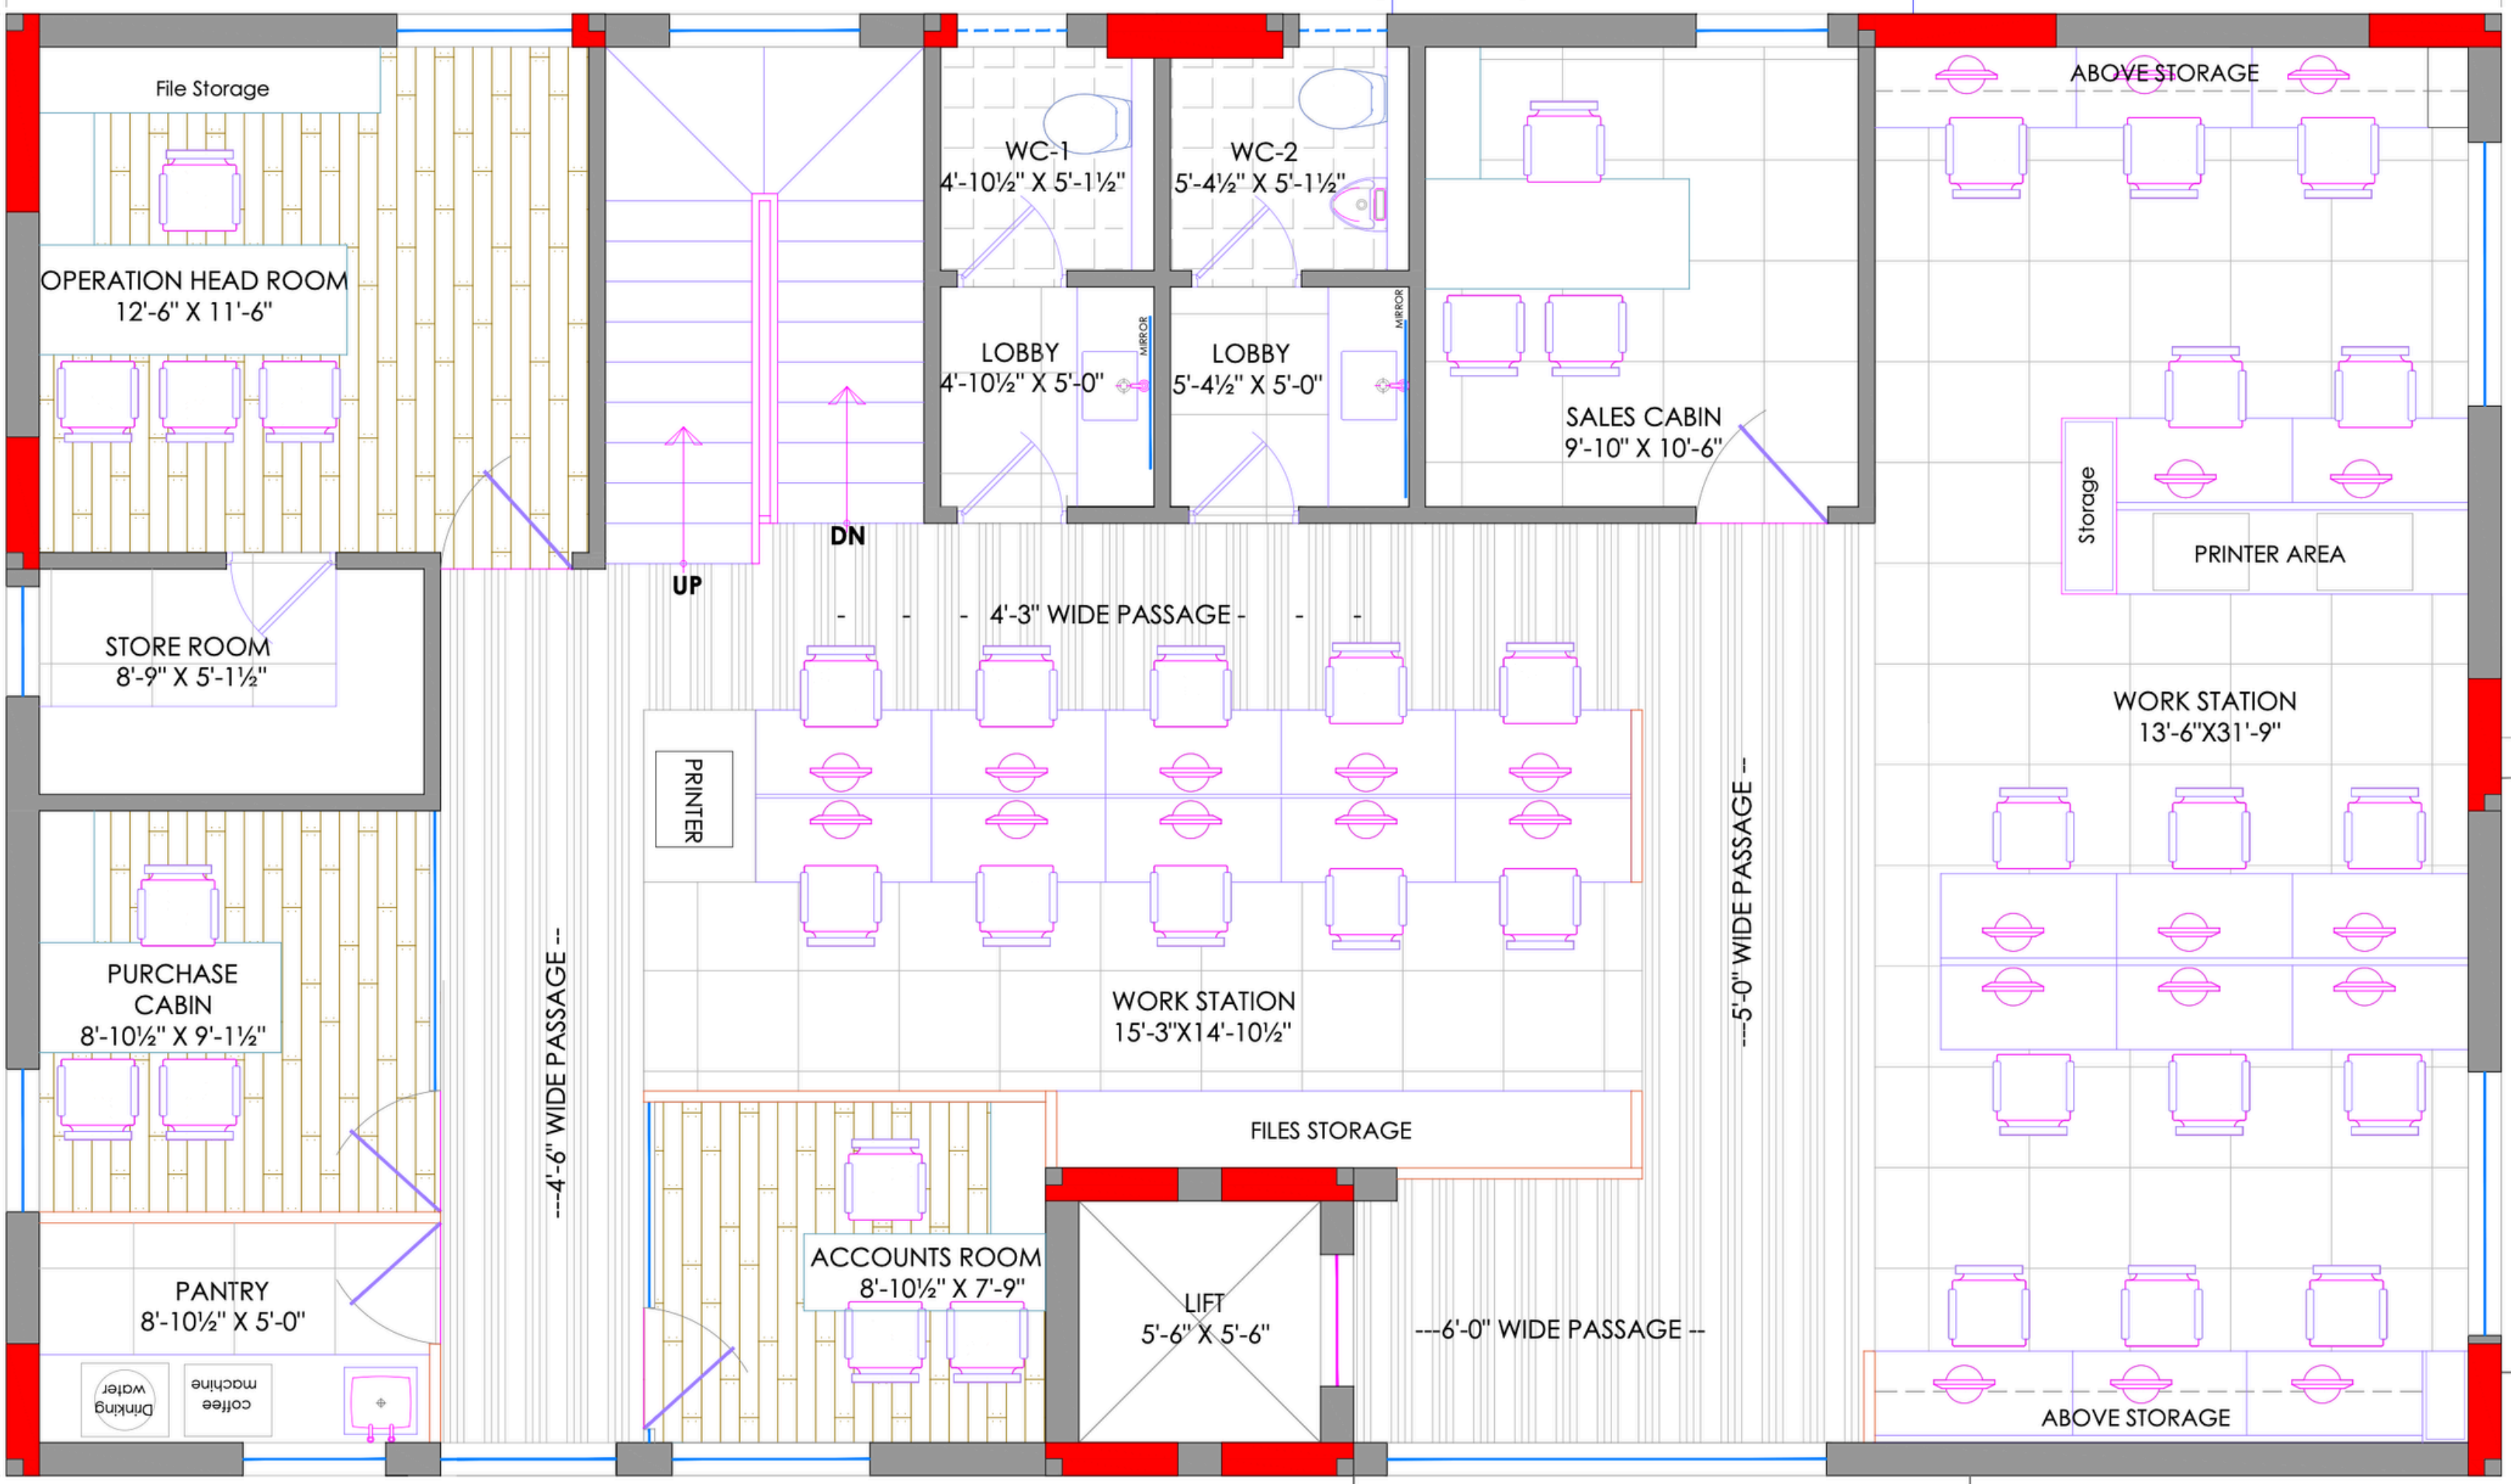 File Storage
OPERATION HEAD ROOM
12'-6" X 11'-6"
WC-1
4'-10½" X 5'-1½"
WC-2
5'-4½" X 5'-1½"
LOBBY
4'-10½" X 5'-0"
MIRROR
LOBBY
5'-4½" X 5'-0"
MIRROR
SALES CABIN
9'-10" X 10'-6"
ABOVE STORAGE
Storage
PRINTER AREA
DN
UP
STORE ROOM
8'-9" X 5'-1½"
- - - 4'-3" WIDE PASSAGE - - -
PRINTER
WORK STATION
13'-6"X31'-9"
---5'-0" WIDE PASSAGE --
PURCHASE
CABIN
8'-10½" X 9'-1½"
---4'-6" WIDE PASSAGE --
WORK STATION
15'-3"X14'-10½"
FILES STORAGE
ACCOUNTS ROOM
8'-10½" X 7'-9"
PANTRY
8'-10½" X 5'-0"
LIFT
5'-6" X 5'-6"
---6'-0" WIDE PASSAGE --
Drinking
water
coffee
machine
ABOVE STORAGE